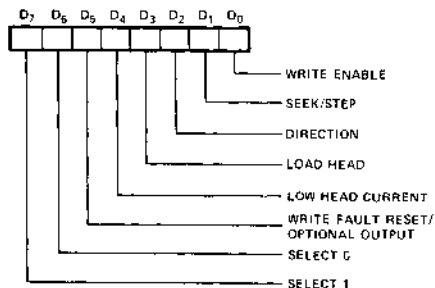 D7 D6 D5 D4 D3 D2 D1 D0
WRITE ENABLE
SEEK/STEP
DIRECTION
LOAD HEAD
LOW HEAD CURRENT
WRITE FAULT RESET/
OPTIONAL OUTPUT
SELECT 0
SELECT 1